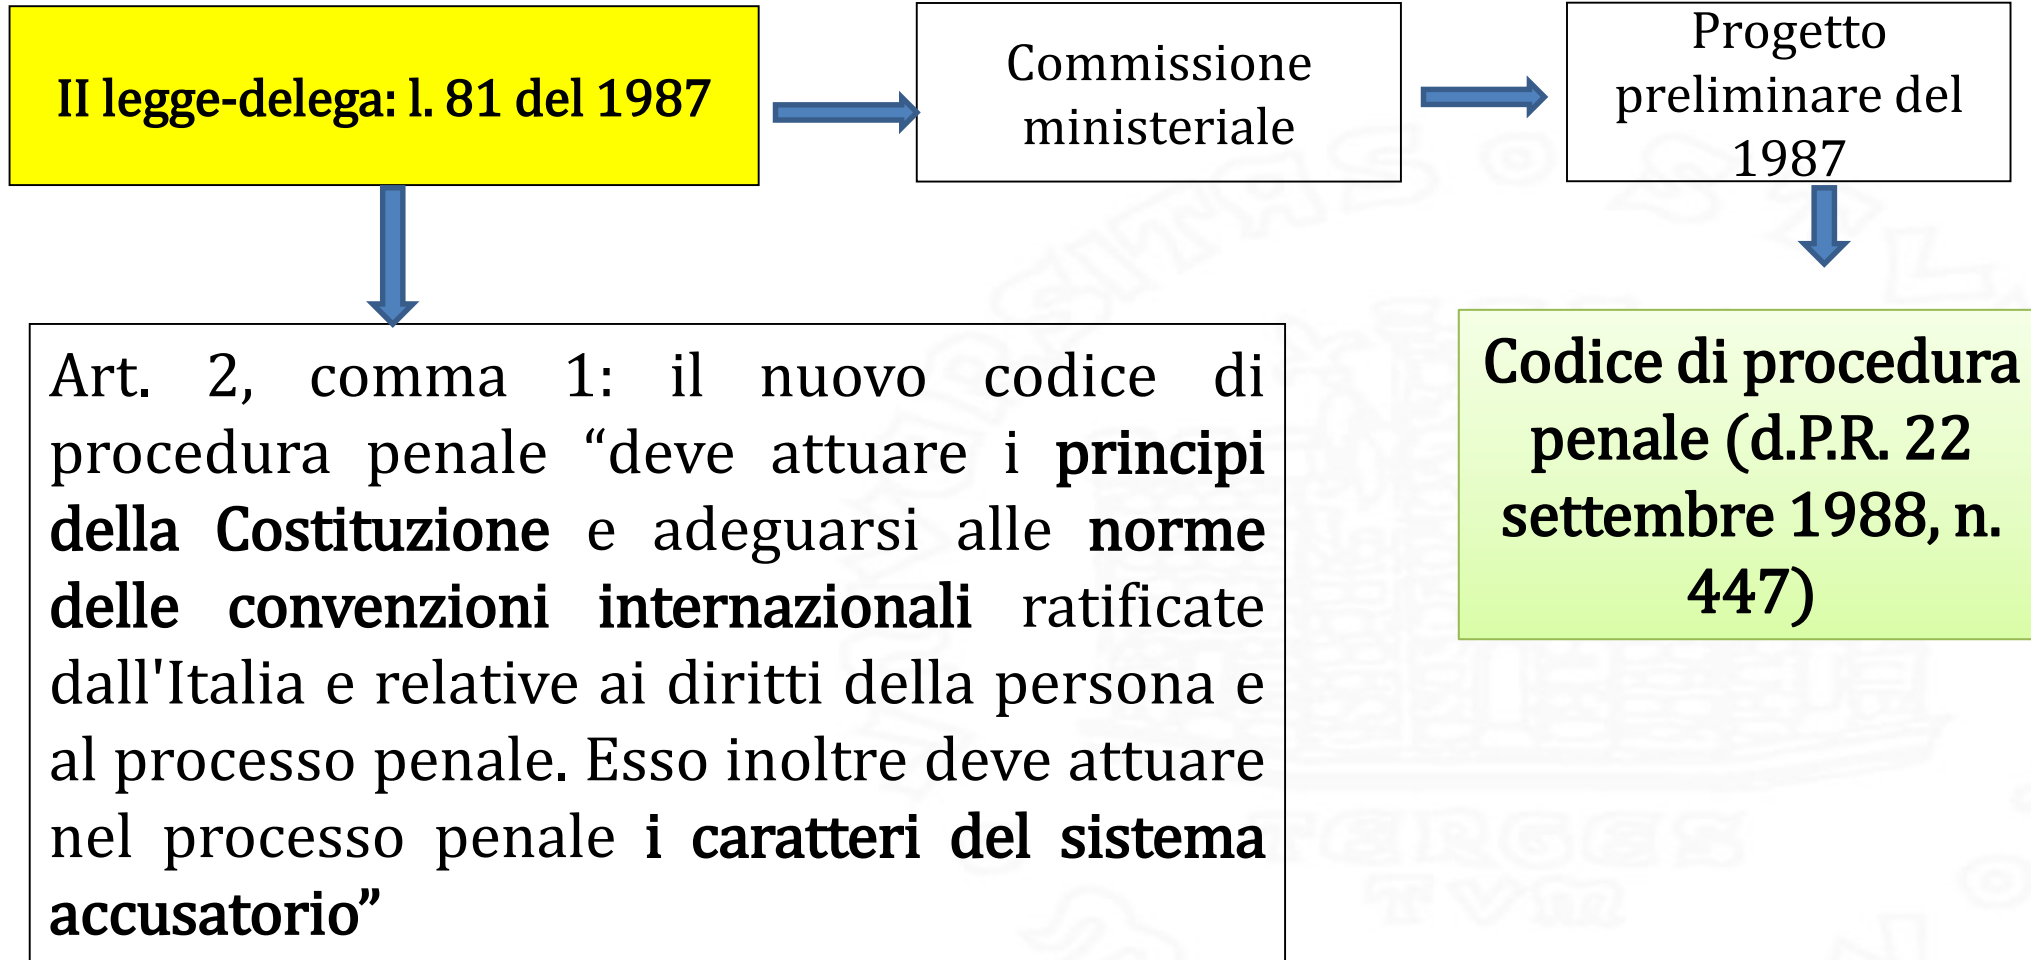 II legge-delega: l. 81 del 1987
Commissione
ministeriale
Progetto
preliminare del
1987
Art. 2, comma 1: il nuovo codice di
procedura penale “deve attuare i principi
della Costituzione e adeguarsi alle norme
delle convenzioni internazionali ratificate
dall'Italia e relative ai diritti della persona e
al processo penale. Esso inoltre deve attuare
nel processo penale i caratteri del sistema
accusatorio”
Codice di procedura
penale (d.P.R. 22
settembre 1988, n.
447)
TERGES
TVM